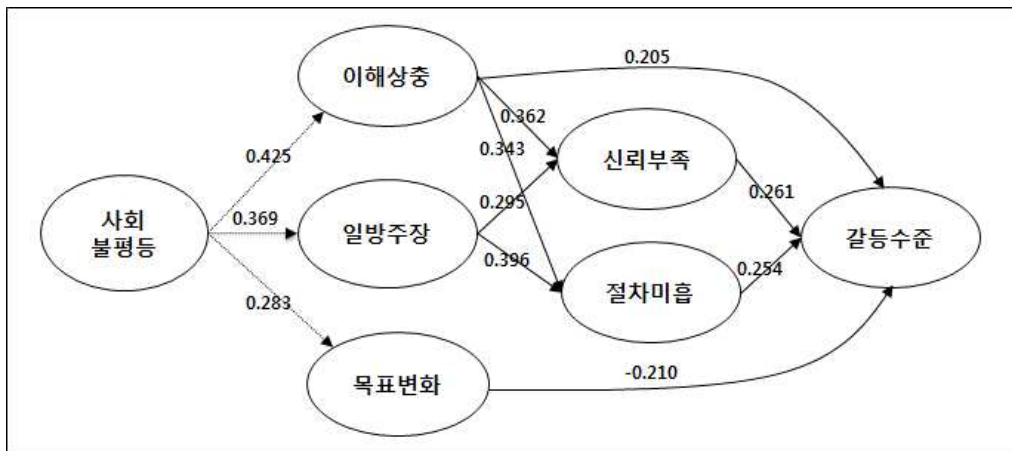 이해상충
0.205
0.362
0.343
신뢰부족
0.425
사회
불평등
0.369
일방주장
0.295
0.396
0.261
갈등수준
절차미흡
0.254
0.283
목표변화
-0.210